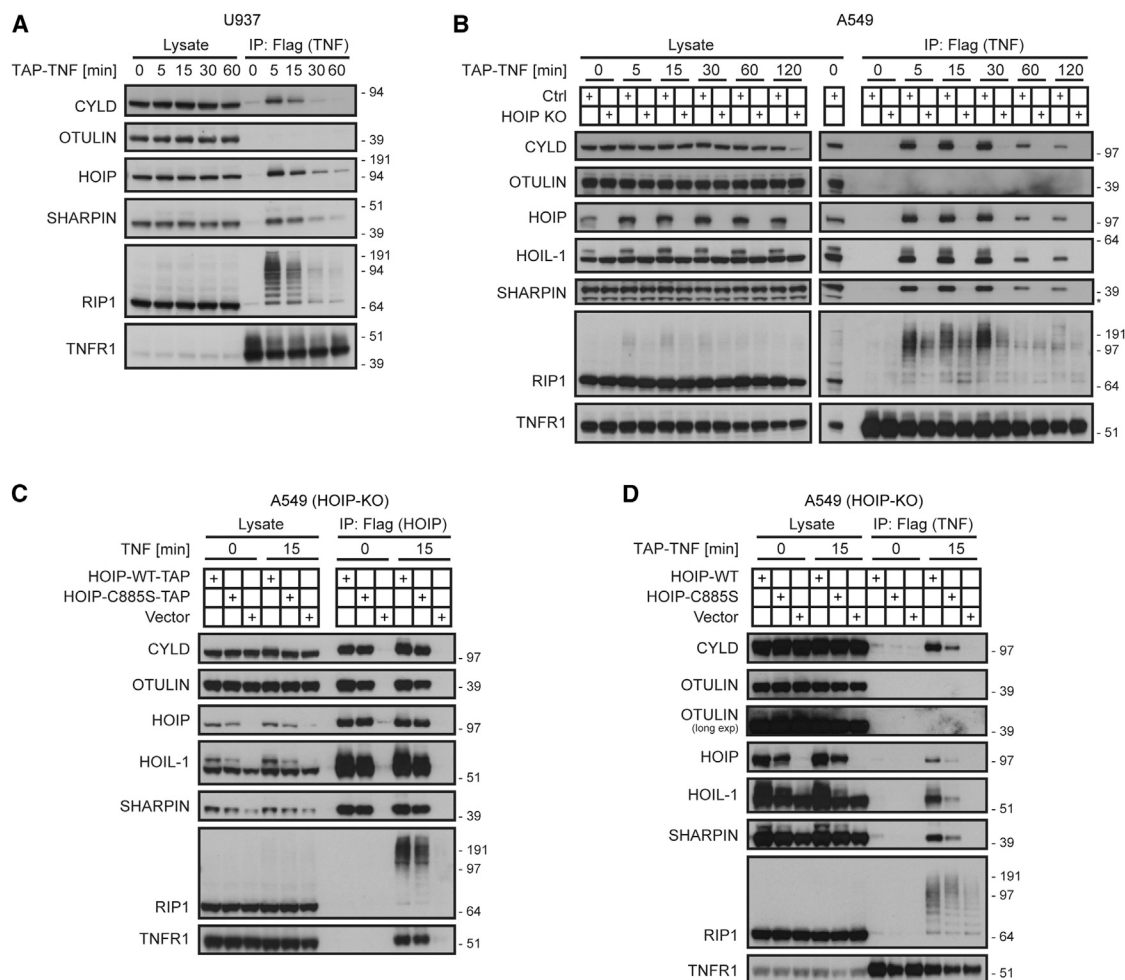 A
U937
Lysate IP: Flag (TNF)
TAP-TNF [min] 0 5 15 30 60 0 5 15 30 60
CYLD - 94
OTULIN - 39
- 191
HOIP - 94
- 51
SHARPIN - 39
- 191
- 94
RIP1 - 64
- 51
TNFR1 - 39
B
A549
Lysate IP: Flag (TNF)
TAP-TNF [min] 0 5 15 30 60 120 0 0 5 15 30 60 120
Ctrl + + + + + + + + + + + + +
HOIP KO + + + + + + + + + + + +
CYLD - 97
OTULIN - 39
HOIP - 97
- 64
HOIL-1
SHARPIN - 39
*
- 191
- 97
RIP1 - 64
TNFR1 - 51
C
A549 (HOIP-KO)
Lysate IP: Flag (HOIP)
TNF [min] 0 15 0 15
HOIP-WT-TAP + + + +
HOIP-C885S-TAP + + + +
Vector + + + +
CYLD - 97
OTULIN - 39
HOIP - 97
HOIL-1 - 51
SHARPIN - 39
- 191
- 97
RIP1 - 64
TNFR1 - 51
D
A549 (HOIP-KO)
Lysate IP: Flag (TNF)
TAP-TNF [min] 0 15 0 15
HOIP-WT + + + +
HOIP-C885S + + + +
Vector + + + +
CYLD - 97
OTULIN - 39
OTULIN
(long exp) - 39
HOIP - 97
HOIL-1 - 51
SHARPIN - 39
- 191
- 97
RIP1 - 64
TNFR1 - 51